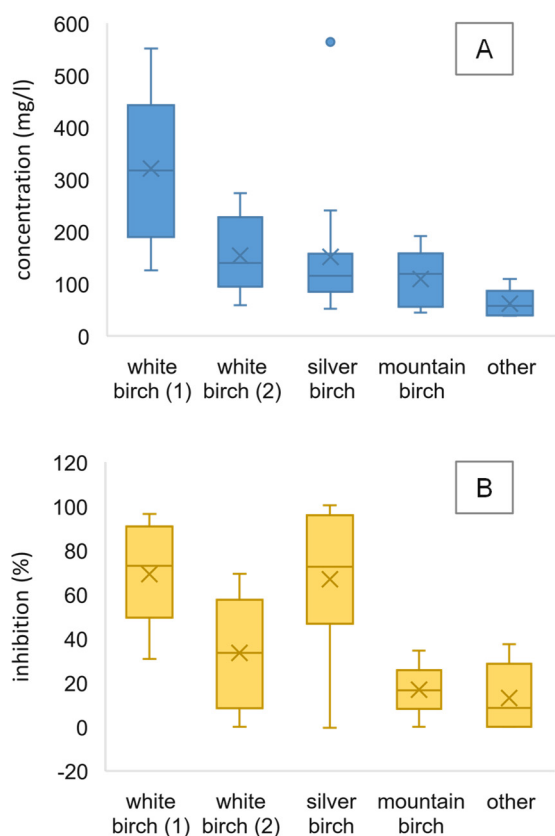 A
600
500
400
300
200
100
0
concentration (mg/l)
white
birch (1)
white
birch (2)
silver
birch
mountain
birch
other
B
120
100
80
60
40
20
0
-20
inhibition (%)
white
birch (1)
white
birch (2)
silver
birch
mountain
birch
other